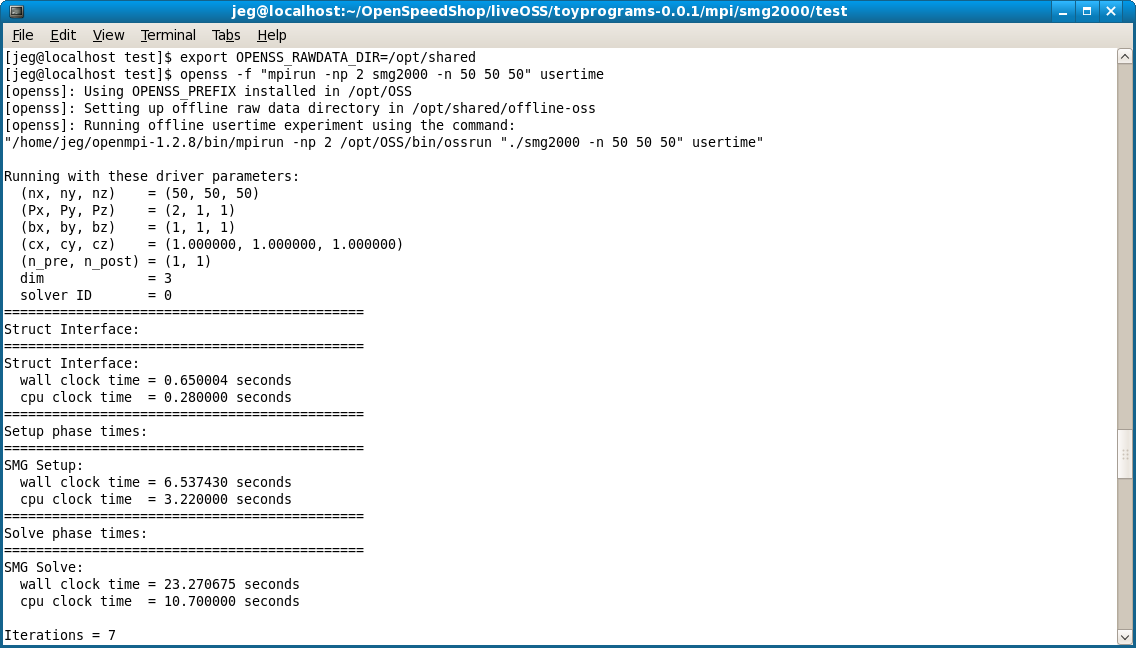 jeg@localhost:~/OpenSpeedShop/liveOSS/toyprograms-0.0.1/mpi/smg2000/test
File Edit View Terminal Tabs Help
[jeg@localhost test]$ export OPENSS_RAWDATA_DIR=/opt/shared
[jeg@localhost test]$ openss -f "mpirun -np 2 smg2000 -n 50 50 50" usertime
[openss]: Using OPENSS_PREFIX installed in /opt/OSS
[openss]: Setting up offline raw data directory in /opt/shared/offline-oss
[openss]: Running offline usertime experiment using the command:
"/home/jeg/openmpi-1.2.8/bin/mpirun -np 2 /opt/OSS/bin/ossrun "./smg2000 -n 50 50 50" usertime"

Running with these driver parameters:
  (nx, ny, nz)    = (50, 50, 50)
  (Px, Py, Pz)    = (2, 1, 1)
  (bx, by, bz)    = (1, 1, 1)
  (cx, cy, cz)    = (1.000000, 1.000000, 1.000000)
  (n_pre, n_post) = (1, 1)
  dim             = 3
  solver ID       = 0
=============================================
Struct Interface:
=============================================
Struct Interface:
  wall clock time = 0.650004 seconds
  cpu clock time  = 0.280000 seconds
=============================================
Setup phase times:
=============================================
SMG Setup:
  wall clock time = 6.537430 seconds
  cpu clock time  = 3.220000 seconds
=============================================
Solve phase times:
=============================================
SMG Solve:
  wall clock time = 23.270675 seconds
  cpu clock time  = 10.700000 seconds

Iterations = 7